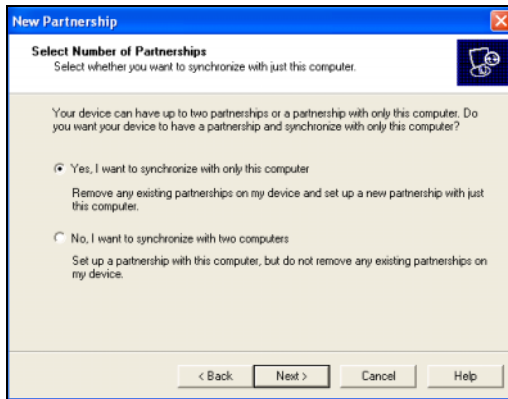 New Partnership
Select Number of Partnerships
Select whether you want to synchronize with just this computer.
Your device can have up to two partnerships or a partnership with only this computer. Do
you want your device to have a partnership and synchronize with only this computer?
Yes, I want to synchronize with only this computer
Remove any existing partnerships on my device and set up a new partnership with just
this computer.
No, I want to synchronize with two computers
Set up a partnership with this computer, but do not remove any existing partnerships on
my device.
< Back
Next >
Cancel
Help